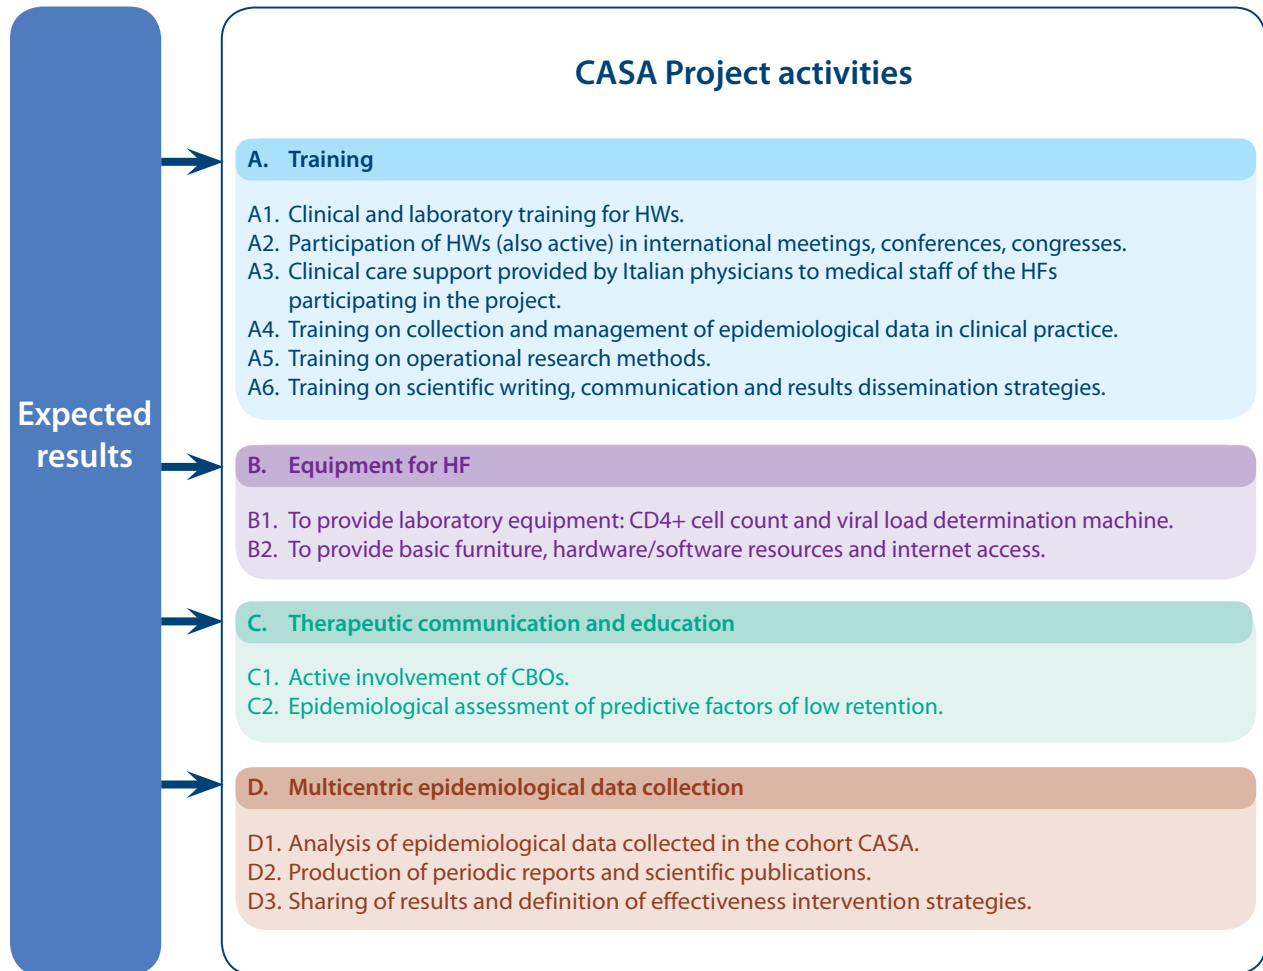 Expected
results
CASA Project activities
A. Training
A1. Clinical and laboratory training for HWs.
A2. Participation of HWs (also active) in international meetings, conferences, congresses.
A3. Clinical care support provided by Italian physicians to medical staff of the HFs
participating in the project.
A4. Training on collection and management of epidemiological data in clinical practice.
A5. Training on operational research methods.
A6. Training on scientific writing, communication and results dissemination strategies.
B. Equipment for HF
B1. To provide laboratory equipment: CD4+ cell count and viral load determination machine.
B2. To provide basic furniture, hardware/software resources and internet access.
C. Therapeutic communication and education
C1. Active involvement of CBOs.
C2. Epidemiological assessment of predictive factors of low retention.
D. Multicentric epidemiological data collection
D1. Analysis of epidemiological data collected in the cohort CASA.
D2. Production of periodic reports and scientific publications.
D3. Sharing of results and definition of effectiveness intervention strategies.